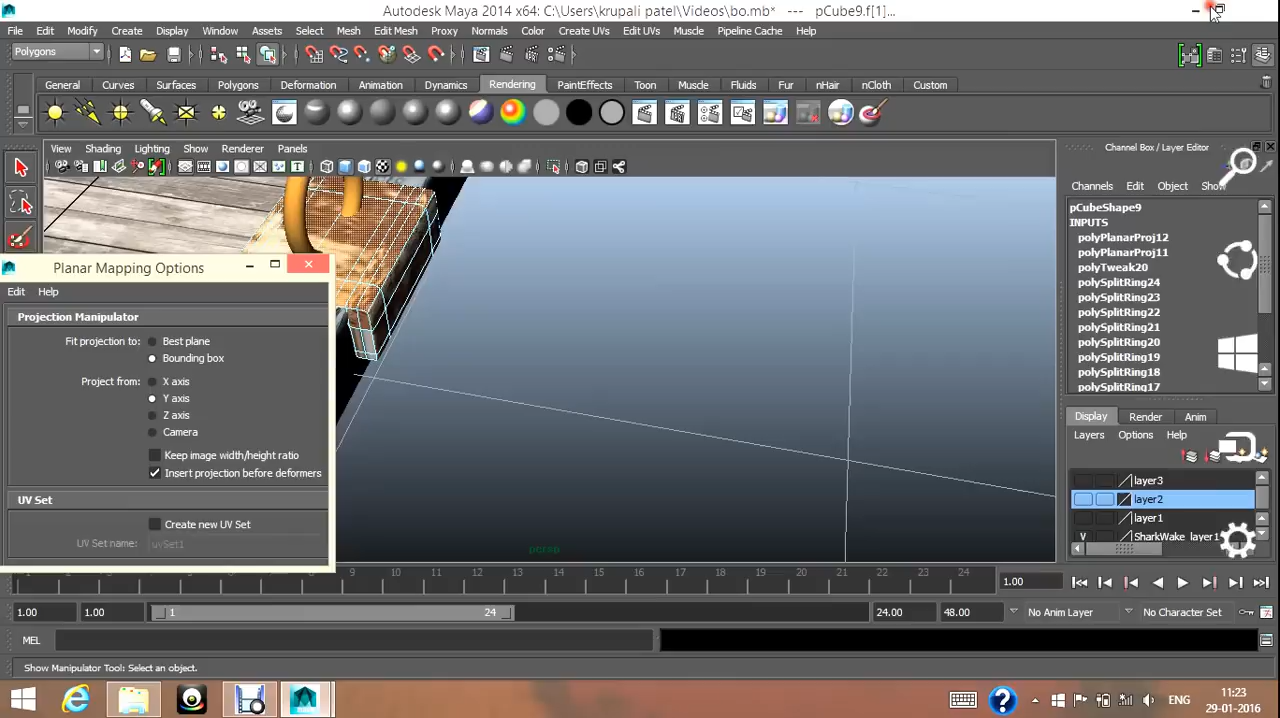 Autodesk Maya 2014 x64: C:\Users\krupali patel\Videos\bo.mb* --- pCube9.f[1]...
File Edit Modify Create Display Window Assets Select Mesh Edit Mesh Proxy Normals Color Create UVs Edit UVs Muscle Pipeline Cache Help
Polygons
General Curves Surfaces Polygons Deformation Animation Dynamics Rendering PaintEffects Toon Muscle Fluids Fur nHair nCloth Custom
View Shading Lighting Show Renderer Panels
Channel Box / Layer Editor
Channels Edit Object Show
pCubeShape9
INPUTS
polyPlanarProj12
polyPlanarProj11
polyTweak20
polySplitRing24
polySplitRing23
polySplitRing22
polySplitRing21
polySplitRing20
polySplitRing19
polySplitRing18
polySplitRing17
Planar Mapping Options
Edit Help
Projection Manipulator
Fit projection to: Best plane
Bounding box
Project from: X axis
Y axis
Z axis
Camera
Keep image width/height ratio
Insert projection before deformers
UV Set
Create new UV Set
UV Set name: uvSet1
persp
Display Render Anim
Layers Options Help
layer3
layer2
layer1
V SharkWake_layer1
9 10 11 12 13 14 15 16 17 18 19 20 21 22 23 24
1.00
1.00 1.00 1 24 24.00 48.00 No Anim Layer No Character Set
MEL
Show Manipulator Tool: Select an object.
ENG
11:23
29-01-2016